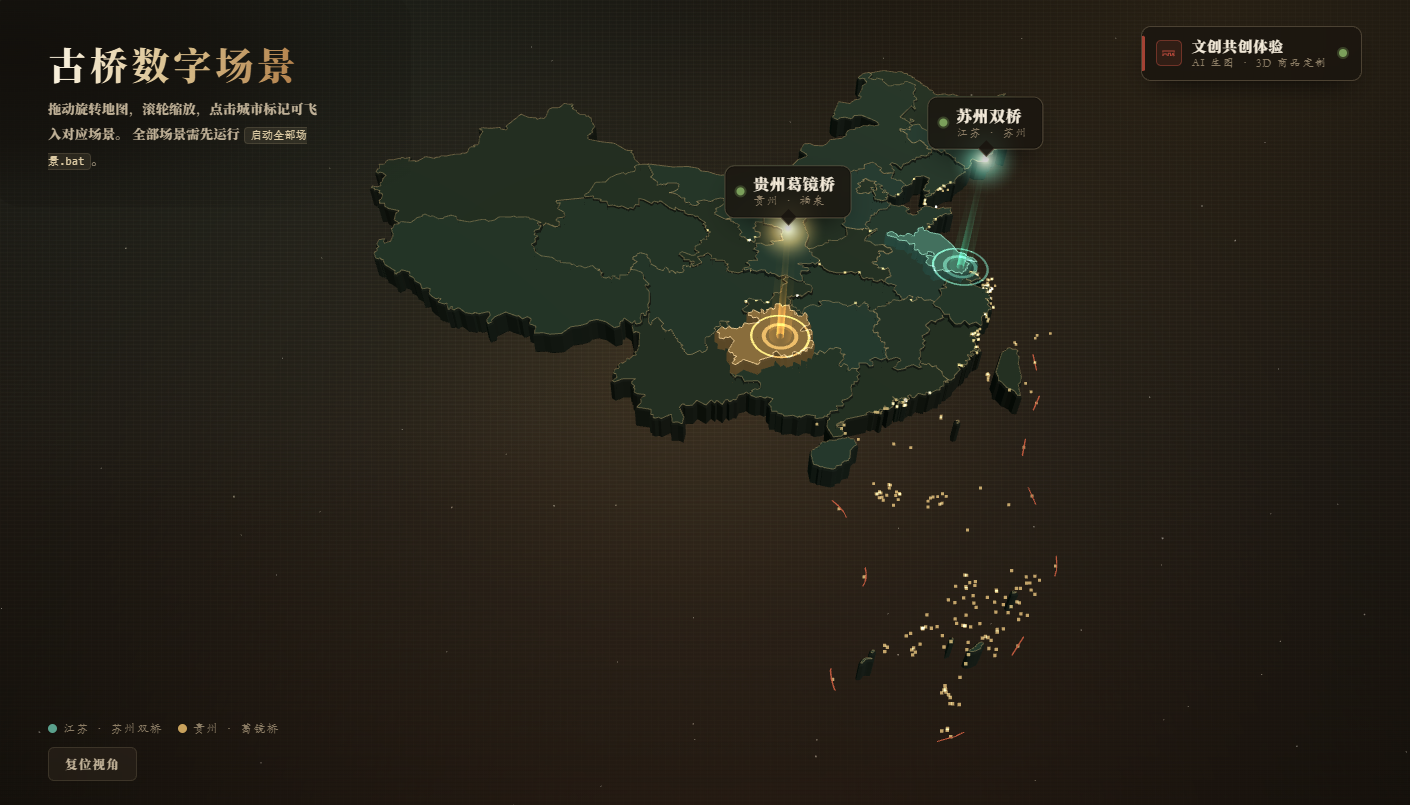 古桥数字场景
拖动旋转地图，滚轮缩放，点击城市标记可飞
入对应场景。 全部场景需先运行 启动全部场
景.bat 。
文创共创体验
AI 生图 · 3D 商品定制
苏州双桥
江苏 · 苏州
贵州葛镜桥
贵州 · 福泉
江苏 · 苏州双桥 贵州 · 葛镜桥
复位视角